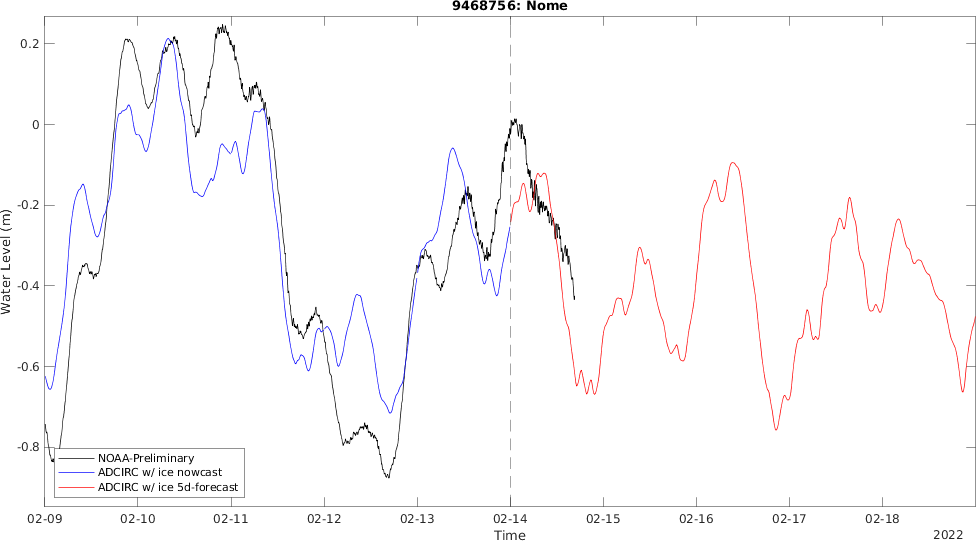 9468756: Nome
Water Level (m)
0.2
0
-0.2
-0.4
-0.6
-0.8
NOAA-Preliminary
ADCIRC w/ ice nowcast
ADCIRC w/ ice 5d-forecast
02-09 02-10 02-11 02-12 02-13 02-14 02-15 02-16 02-17 02-18
Time
2022